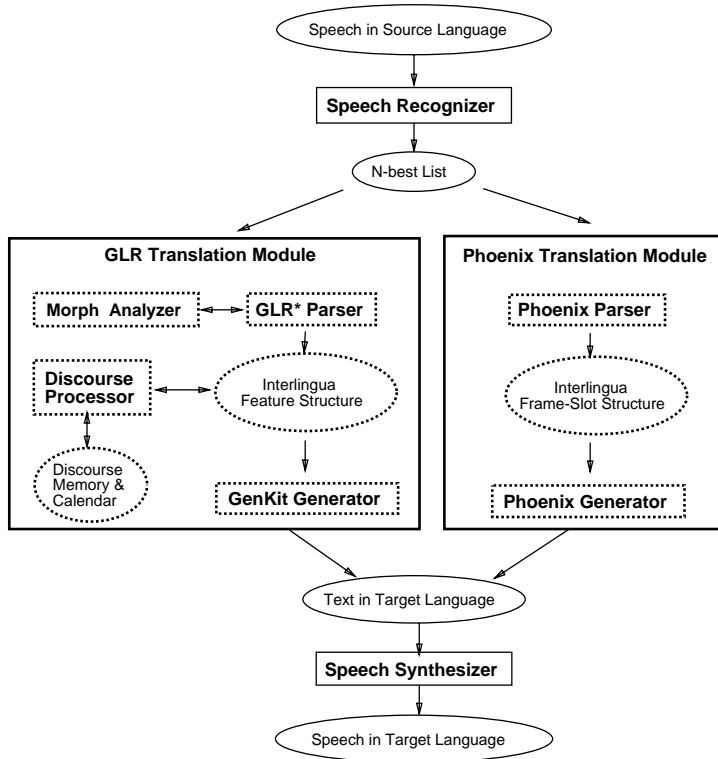 Speech in Source Language
Speech Recognizer
N-best List
GLR Translation Module
Morph Analyzer
GLR* Parser
Discourse
Processor
Interlingua
Feature Structure
Discourse
Memory &
Calendar
GenKit Generator
Phoenix Translation Module
Phoenix Parser
Interlingua
Frame-Slot Structure
Phoenix Generator
Text in Target Language
Speech Synthesizer
Speech in Target Language